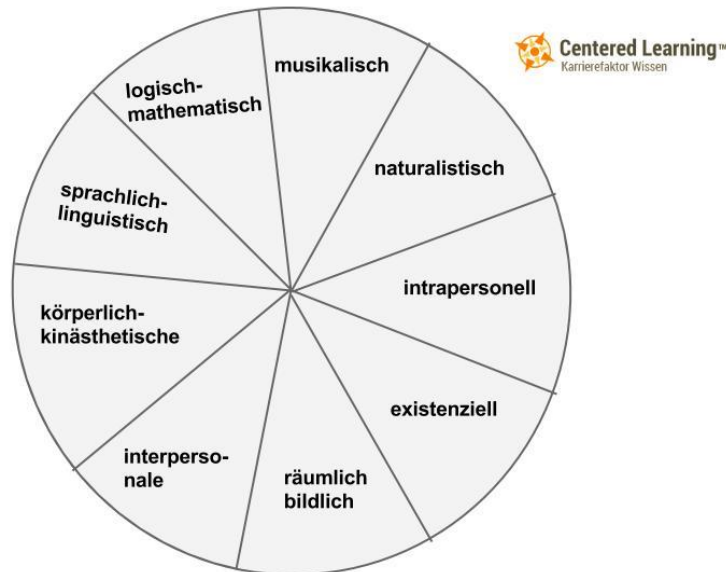 musikalisch
Centered Learning™
Karrierefaktor Wissen
logisch-
mathematisch
naturalistisch
sprachlich-
linguistisch
intrapersonell
körperlich-
kinästhetische
existenziell
interperso-
nale
räumlich
bildlich